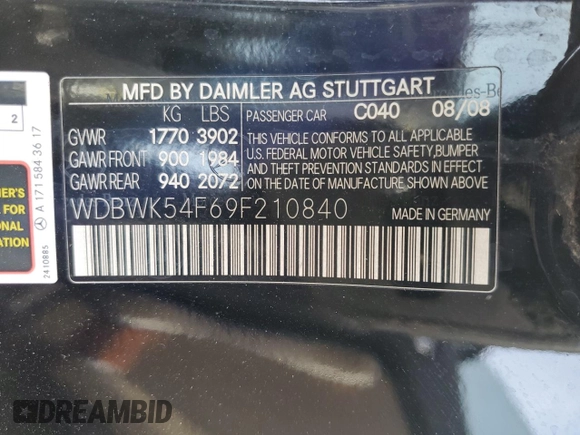 MFD BY DAIMLER AG STUTTGART
KG LBS
GVWR 1770 3902
GAWR FRONT 900 1984
GAWR REAR 940 2072
PASSENGER CAR C040 08/08
THIS VEHICLE CONFORMS TO ALL APPLICABLE
U.S. FEDERAL MOTOR VEHICLE SAFETY, BUMPER
AND THEFT PREVENTION STANDARDS IN EFFECT
ON THE DATE OF MANUFACTURE SHOWN ABOVE.
WDBWK54F69F210840
MADE IN GERMANY
2
A 171 584 36 17
2410885
FOR
DREAMBID